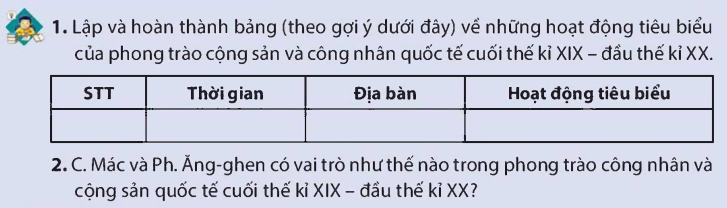 1. Lập và hoàn thành bảng (theo gợi ý dưới đây) về những hoạt động tiêu biểu
của phong trào cộng sản và công nhân quốc tế cuối thế kỉ XIX – đầu thế kỉ XX.
STT Thời gian Địa bàn Hoạt động tiêu biểu
2. C. Mác và Ph. Ăng-ghen có vai trò như thế nào trong phong trào công nhân và
cộng sản quốc tế cuối thế kỉ XIX – đầu thế kỉ XX?